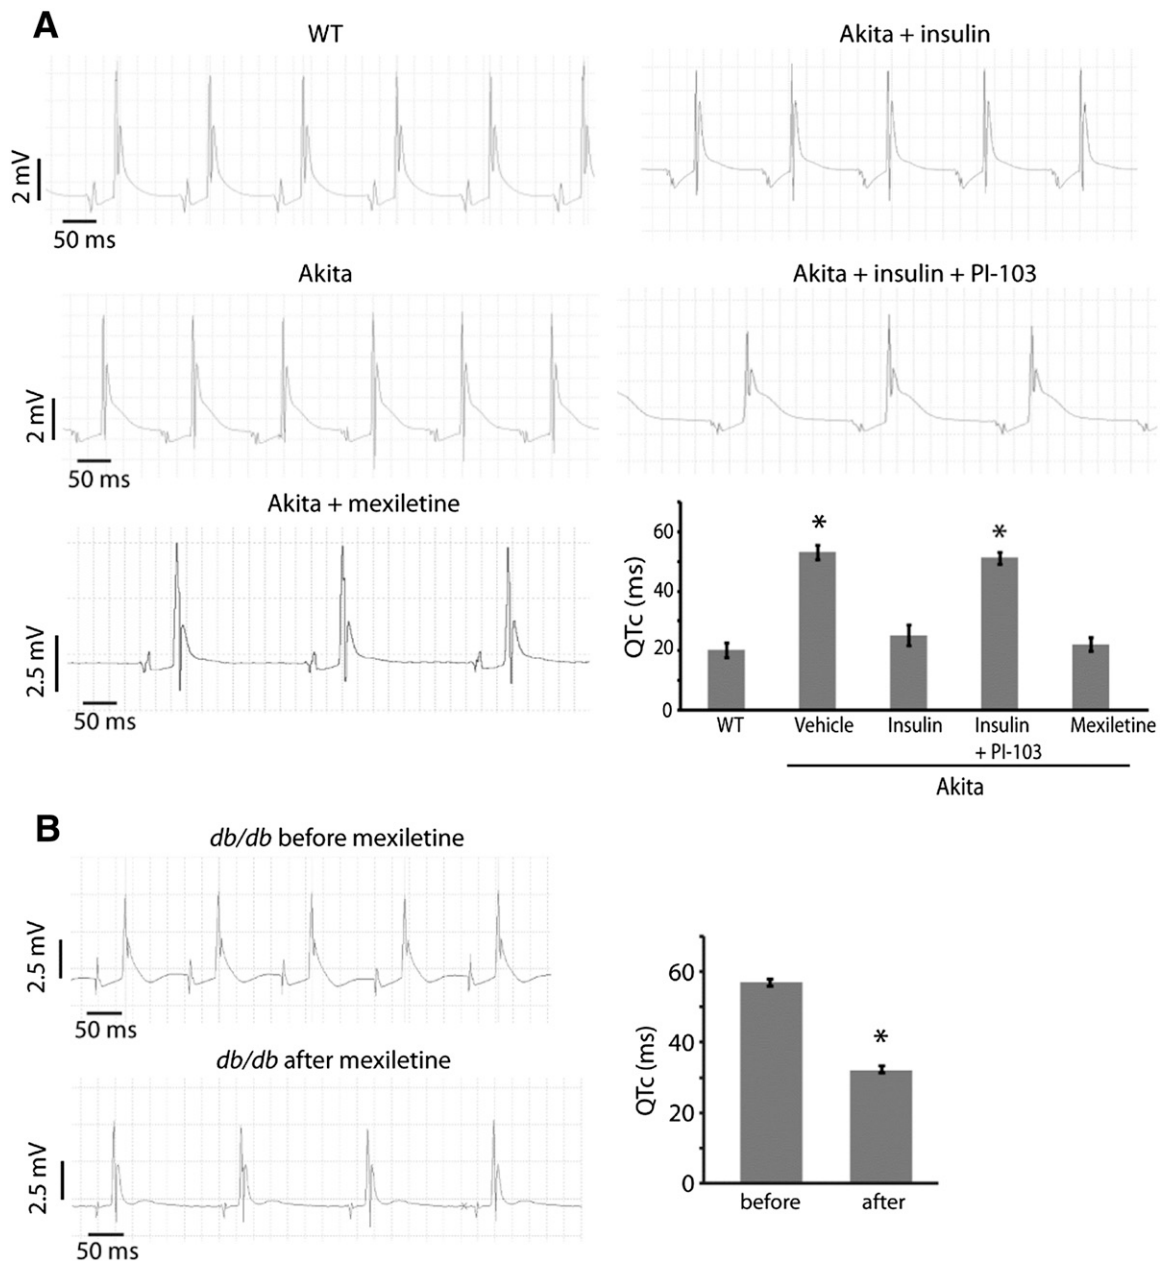 A
WT
2 mV
50 ms
Akita + insulin
Akita
2 mV
50 ms
Akita + insulin + PI-103
Akita + mexiletine
2.5 mV
50 ms
QTc (ms)
60
40
20
0
*
*
WT Vehicle Insulin Insulin Mexiletine
+ PI-103
Akita
B
db/db before mexiletine
2.5 mV
50 ms
db/db after mexiletine
2.5 mV
50 ms
QTc (ms)
60
40
20
0
*
before after